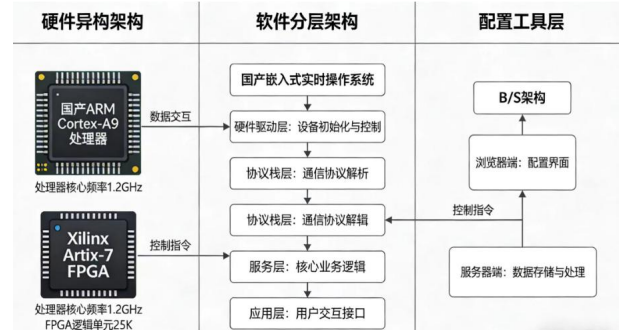 硬件异构架构
软件分层架构
配置工具层
国产ARM
Cortex-A9
处理器
处理器核心频率1.2GHz
数据交互
Xilinx
Artix-7
FPGA
处理器核心频率1.2GHz
FPGA逻辑单元25K
控制指令
国产嵌入式实时操作系统
硬件驱动层：设备初始化与控制
协议栈层：通信协议解析
协议栈层：通信协议解辑
服务层：核心业务逻辑
应用层：用户交互接口
B/S架构
浏览器端：配置界面
控制指令
服务器端：数据存储与处理